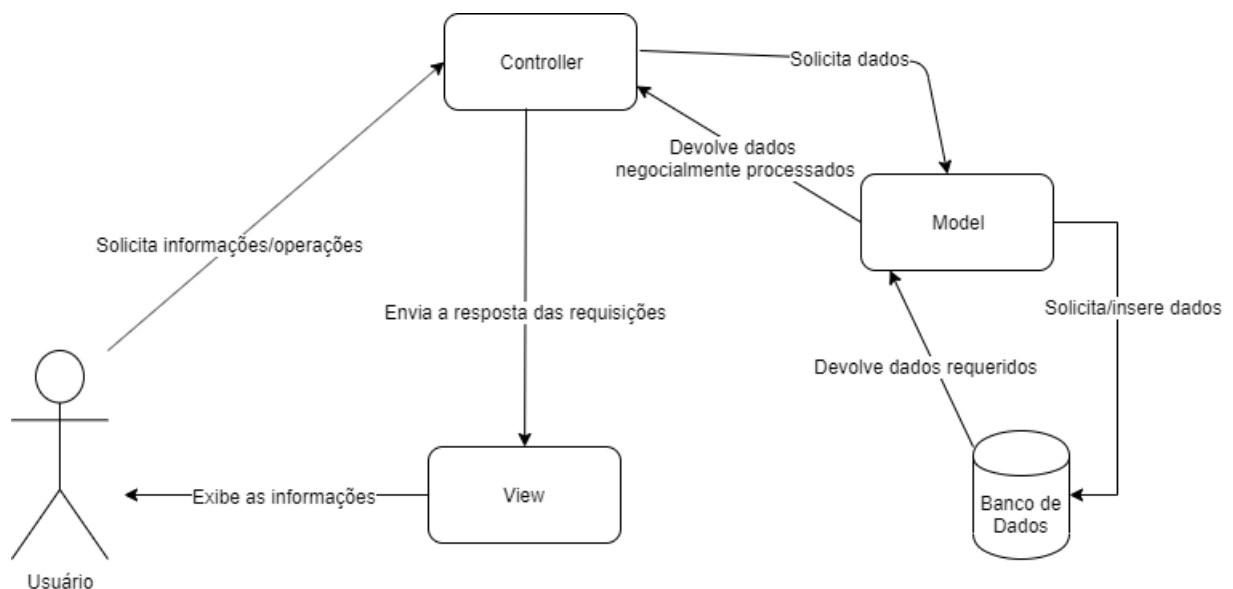 Controller
Solicita dados
Devolve dados
negocialmente processados
Model
Solicita informações/operações
Envia a resposta das requisições
Solicita/insere dados
Devolve dados requeridos
Exibe as informações
View
Banco de
Dados
Usuário